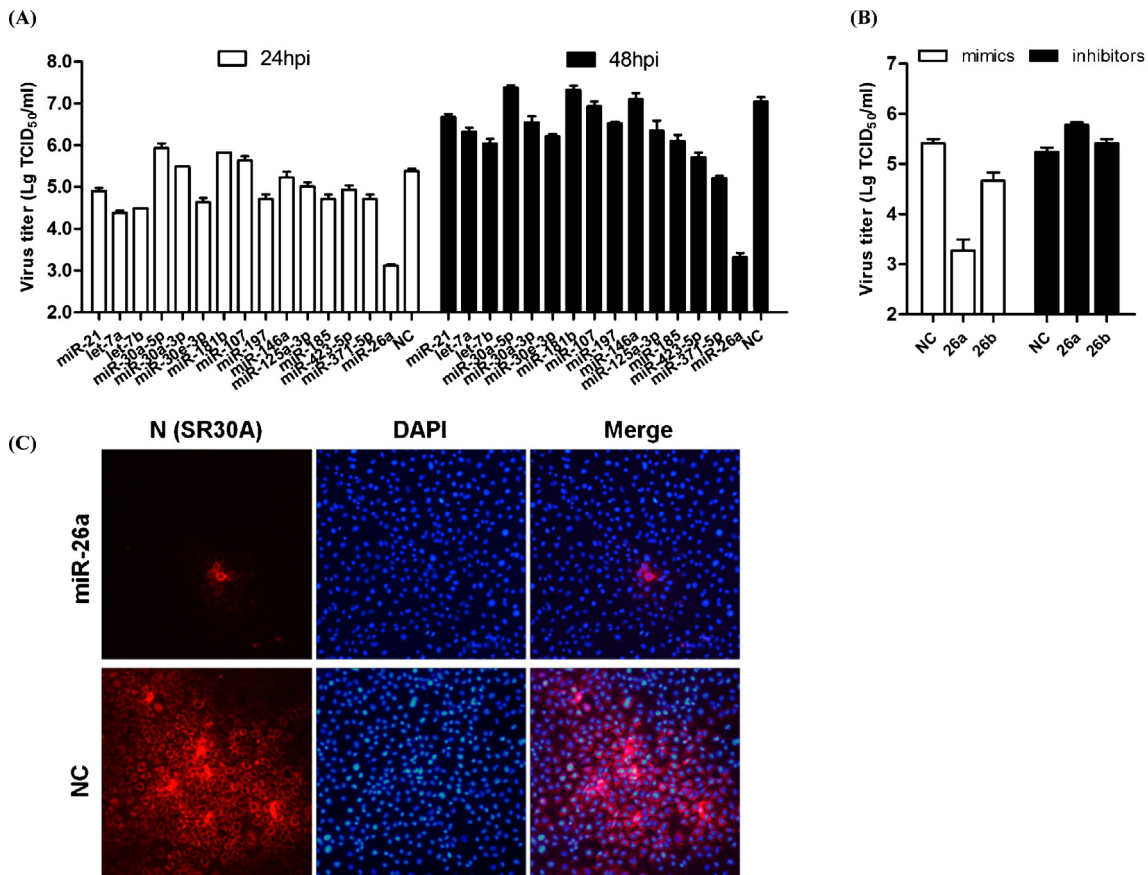 (A)
24hpi
48hpi
Virus titer (Lg TCID50/ml)
8.0
7.0
6.0
5.0
4.0
3.0
2.0
miR-21
let-7a
let-7b
miR-30a-5p
miR-30a-3p
miR-30e-3p
miR-181b
miR-107
miR-197
miR-146a
miR-125a-3p
miR-185
miR-425-5p
miR-371-5p
miR-26a
NC
miR-21
let-7a
let-7b
miR-30a-5p
miR-30a-3p
miR-30e-3p
miR-181b
miR-107
miR-197
miR-146a
miR-125a-3p
miR-185
miR-425-5p
miR-371-5p
miR-26a
NC
(B)
mimics
inhibitors
Virus titer (Lg TCID50/ml)
7
6
5
4
3
2
NC
26a
26b
NC
26a
26b
(C)
N (SR30A)
DAPI
Merge
miR-26a
NC